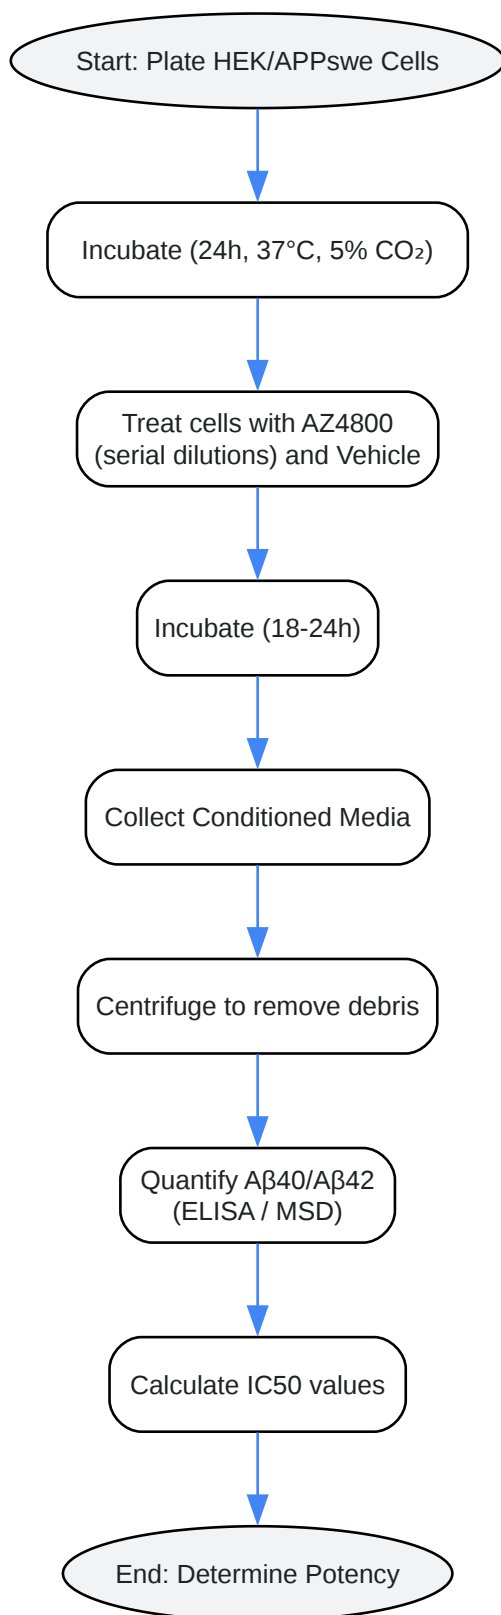 Start: Plate HEK/APPswe Cells
Incubate (24h, 37°C, 5% CO₂)
Treat cells with AZ4800
(serial dilutions) and Vehicle
Incubate (18-24h)
Collect Conditioned Media
Centrifuge to remove debris
Quantify Aβ40/Aβ42
(ELISA / MSD)
Calculate IC50 values
End: Determine Potency